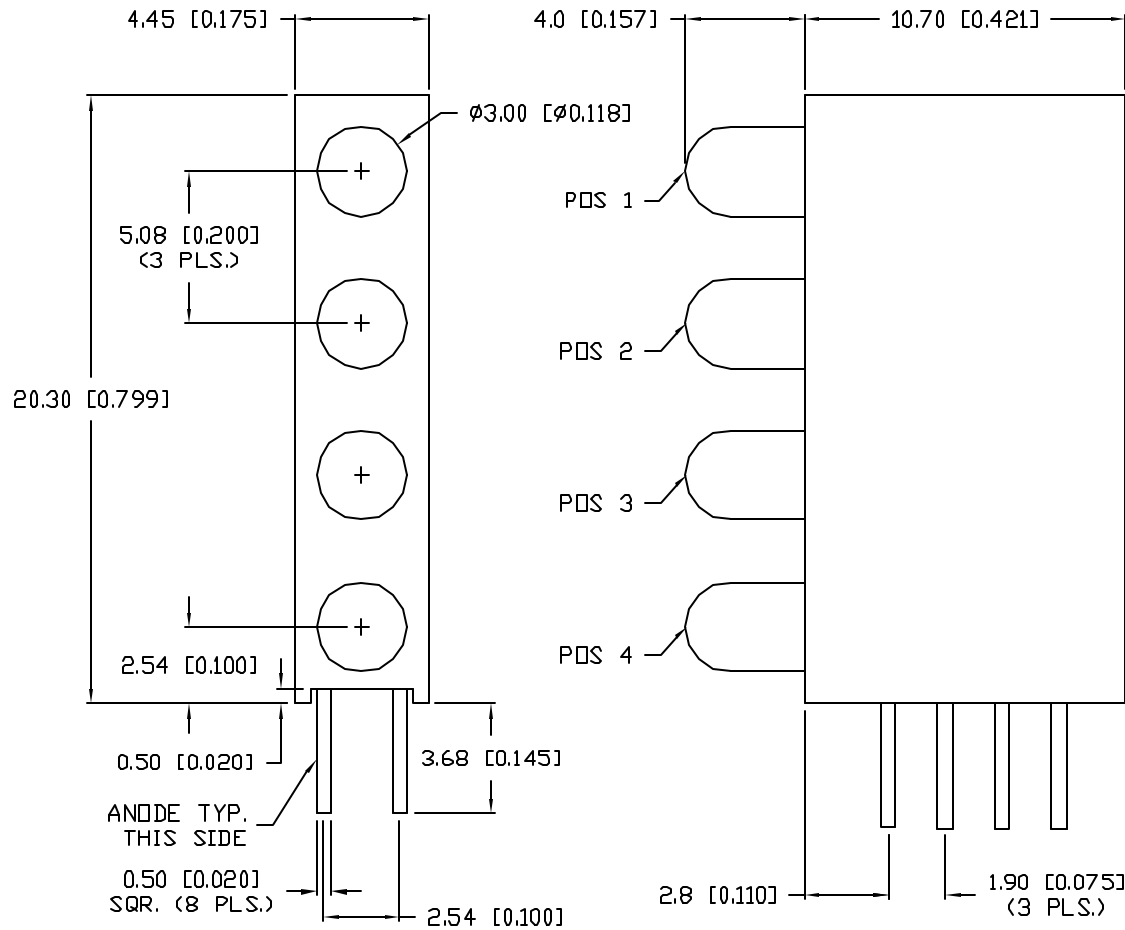 4.45 [0.175]
4.0 [0.157]
10.70 [0.421]
Ø3.00 [Ø0.118]
POS 1
5.08 [0.200]
(3 PLS.)
POS 2
20.30 [0.799]
POS 3
2.54 [0.100]
POS 4
0.50 [0.020]
3.68 [0.145]
ANODE TYP.
THIS SIDE
0.50 [0.020]
SQR. (8 PLS.)
2.54 [0.100]
2.8 [0.110]
1.90 [0.075]
(3 PLS.)